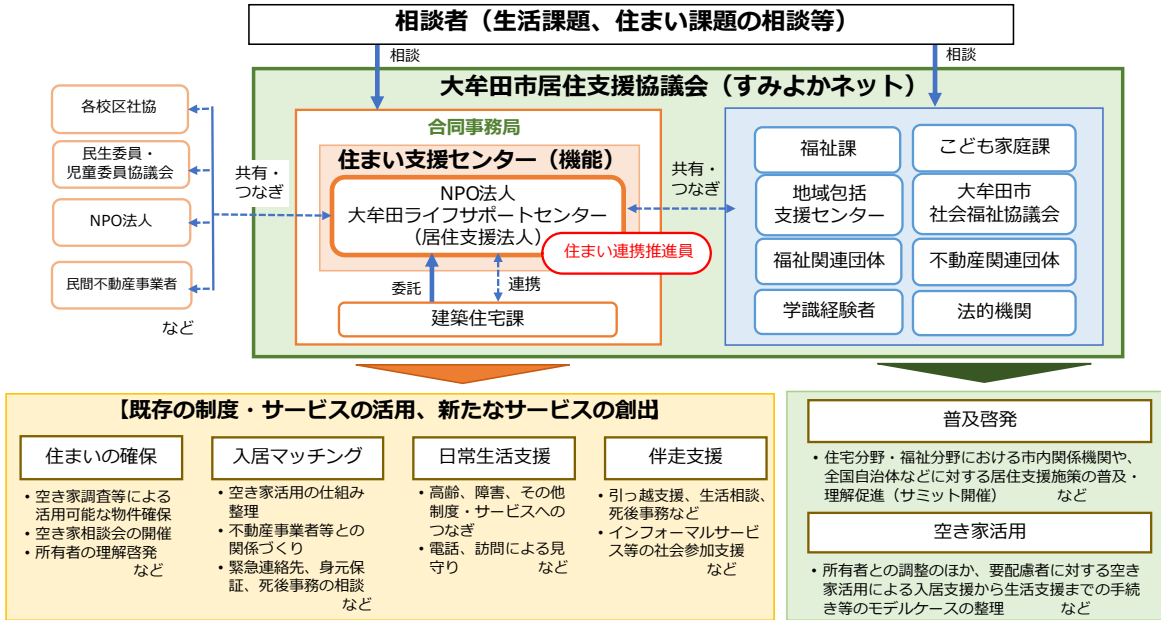 相談者（生活課題、住まい課題の相談等）
相談
相談
大牟田市居住支援協議会（すみよかネット）
各校区社協
民生委員・
児童委員協議会
NPO法人
民間不動産事業者
など
共有・
つなぎ
合同事務局
住まい支援センター（機能）
NPO法人
大牟田ライフサポートセンター
（居住支援法人）
住まい連携推進員
委託
連携
建築住宅課
共有・
つなぎ
福祉課
こども家庭課
地域包括
支援センター
大牟田市
社会福祉協議会
福祉関連団体
不動産関連団体
学識経験者
法的機関
【既存の制度・サービスの活用、新たなサービスの創出
住まいの確保
・空き家調査等による
活用可能な物件確保
・空き家相談会の開催
・所有者の理解啓発
など
入居マッチング
・空き家活用の仕組み
整理
・不動産事業者等との
関係づくり
・緊急連絡先、身元保
証、死後事務の相談
など
日常生活支援
・高齢、障害、その他
制度・サービスへの
つなぎ
・電話、訪問による見
守り　など
伴走支援
・引っ越支援、生活相談、
死後事務など
・インフォーマルサービ
ス等の社会参加支援
など
普及啓発
・住宅分野・福祉分野における市内関係機関や、
全国自治体などに対する居住支援施策の普及・
理解促進（サミット開催）　など
空き家活用
・所有者との調整のほか、要配慮者に対する空き
家活用による入居支援から生活支援までの手続
き等のモデルケースの整理　など